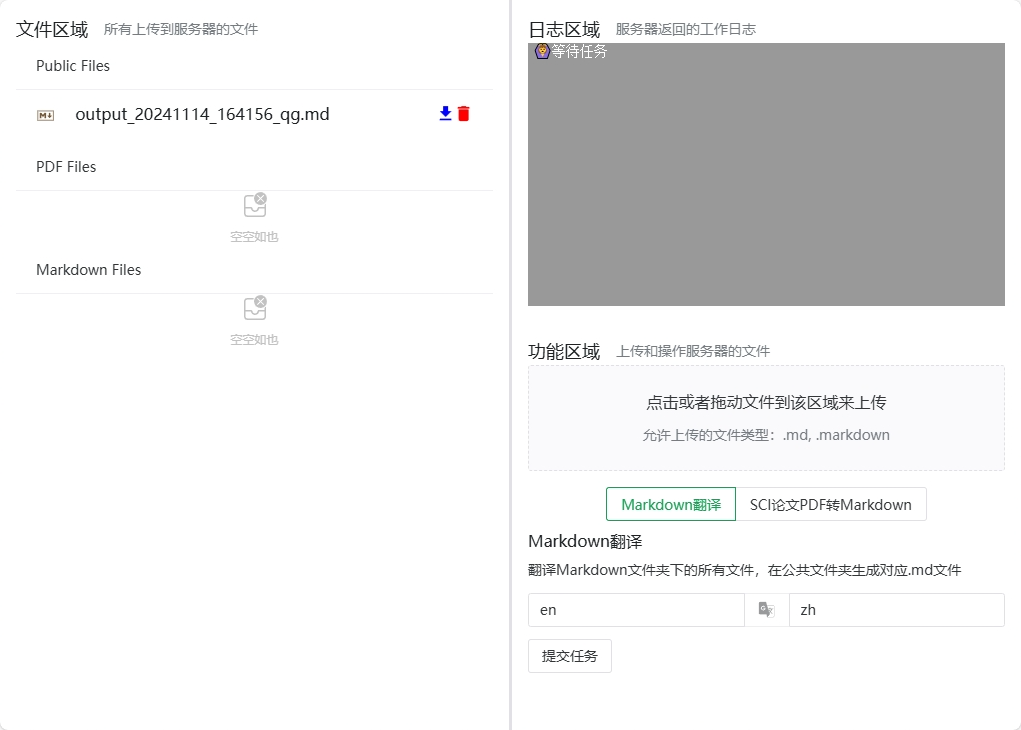 文件区域 所有上传到服务器的文件
Public Files
output_20241114_164156_qg.md
PDF Files
空空如也
Markdown Files
空空如也
日志区域 服务器返回的工作日志
等待任务
功能区域 上传和操作服务器的文件
点击或者拖动文件到该区域来上传
允许上传的文件类型：.md, .markdown
Markdown翻译 SCI论文PDF转Markdown
Markdown翻译
翻译Markdown文件夹下的所有文件，在公共文件夹生成对应.md文件
en zh
提交任务